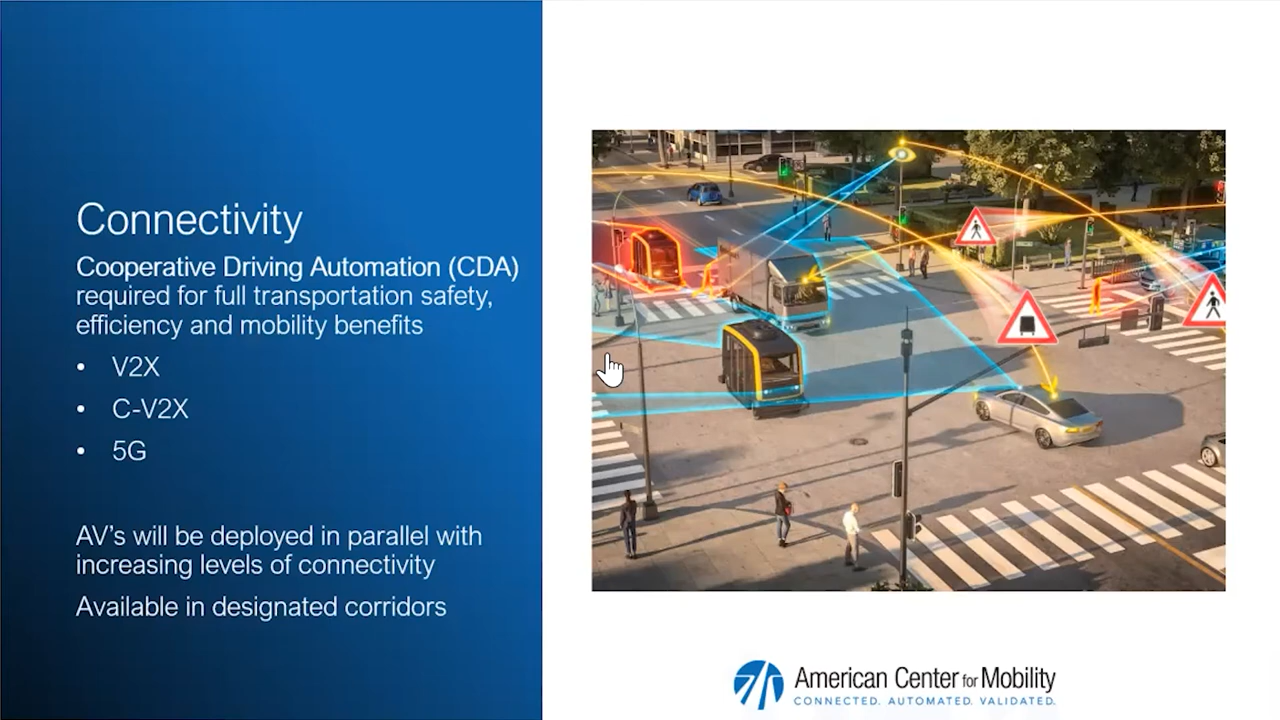 Connectivity
Cooperative Driving Automation (CDA)
required for full transportation safety,
efficiency and mobility benefits
• V2X
• C-V2X
• 5G
AV's will be deployed in parallel with
increasing levels of connectivity
Available in designated corridors
American Center for Mobility
CONNECTED. AUTOMATED. VALIDATED.